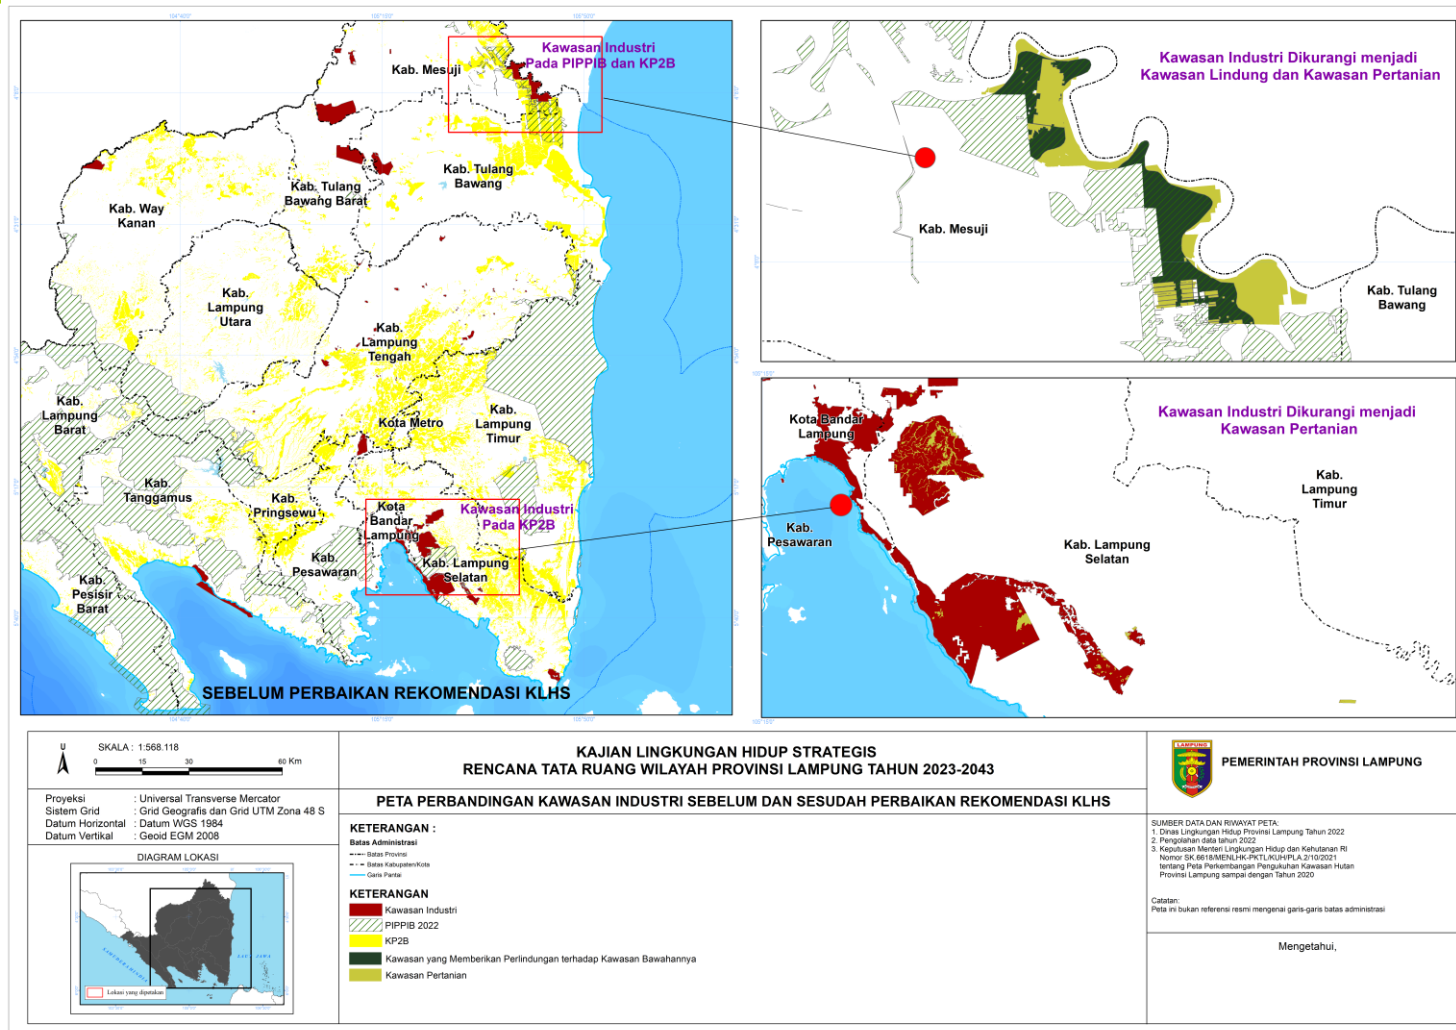 Kawasan Industri
Pada PIPPIB dan KP2B
Kab. Mesuji
Kab. Tulang
Bawang
Kab. Tulang
Bawang Barat
Kab. Way
Kanan
Kab.
Lampung
Utara
Kab.
Lampung
Tengah
Kab.
Lampung
Barat
Kota Metro
Kab.
Lampung
Timur
Kab.
Tanggamus
Kab.
Pringsewu
Kota
Bandar
Lampung
Kawasan Industri
Pada KP2B
Kab.
Pesawaran
Kab. Lampung
Selatan
Kab.
Pesisir
Barat
SEBELUM PERBAIKAN REKOMENDASI KLHS
Kawasan Industri Dikurangi menjadi
Kawasan Lindung dan Kawasan Pertanian
Kab. Mesuji
Kab. Tulang
Bawang
Kawasan Industri Dikurangi menjadi
Kawasan Pertanian
Kota Bandar
Lampung
Kab.
Lampung
Timur
Kab.
Pesawaran
Kab. Lampung
Selatan
U
SKALA : 1:568.118
0 15 30 60 Km
Proyeksi : Universal Transverse Mercator
Sistem Grid : Grid Geografis dan Grid UTM Zona 48 S
Datum Horizontal : Datum WGS 1984
Datum Vertikal : Geoid EGM 2008
DIAGRAM LOKASI
Lokasi yang dipetakan
KAJIAN LINGKUNGAN HIDUP STRATEGIS
RENCANA TATA RUANG WILAYAH PROVINSI LAMPUNG TAHUN 2023-2043
PETA PERBANDINGAN KAWASAN INDUSTRI SEBELUM DAN SESUDAH PERBAIKAN REKOMENDASI KLHS
KETERANGAN :
Batas Administrasi
Batas Provinsi
Batas Kabupaten/Kota
Garis Pantai
KETERANGAN
Kawasan Industri
PIPPIB 2022
KP2B
Kawasan yang Memberikan Perlindungan terhadap Kawasan Bawahannya
Kawasan Pertanian
LAMPUNG
PEMERINTAH PROVINSI LAMPUNG
SUMBER DATA DAN RIWAYAT PETA:
1. Dinas Lingkungan Hidup Provinsi Lampung Tahun 2022
2. Pengolahan data tahun 2022
3. Keputusan Menteri Lingkungan Hidup dan Kehutanan RI
Nomor SK.6618/MENLHK-PKTL/KUH/PLA.2/10/2021
tentang Peta Perkembangan Pengukuhan Kawasan Hutan
Provinsi Lampung sampai dengan Tahun 2020
Catatan:
Peta ini bukan referensi resmi mengenai garis-garis batas administrasi
Mengetahui,